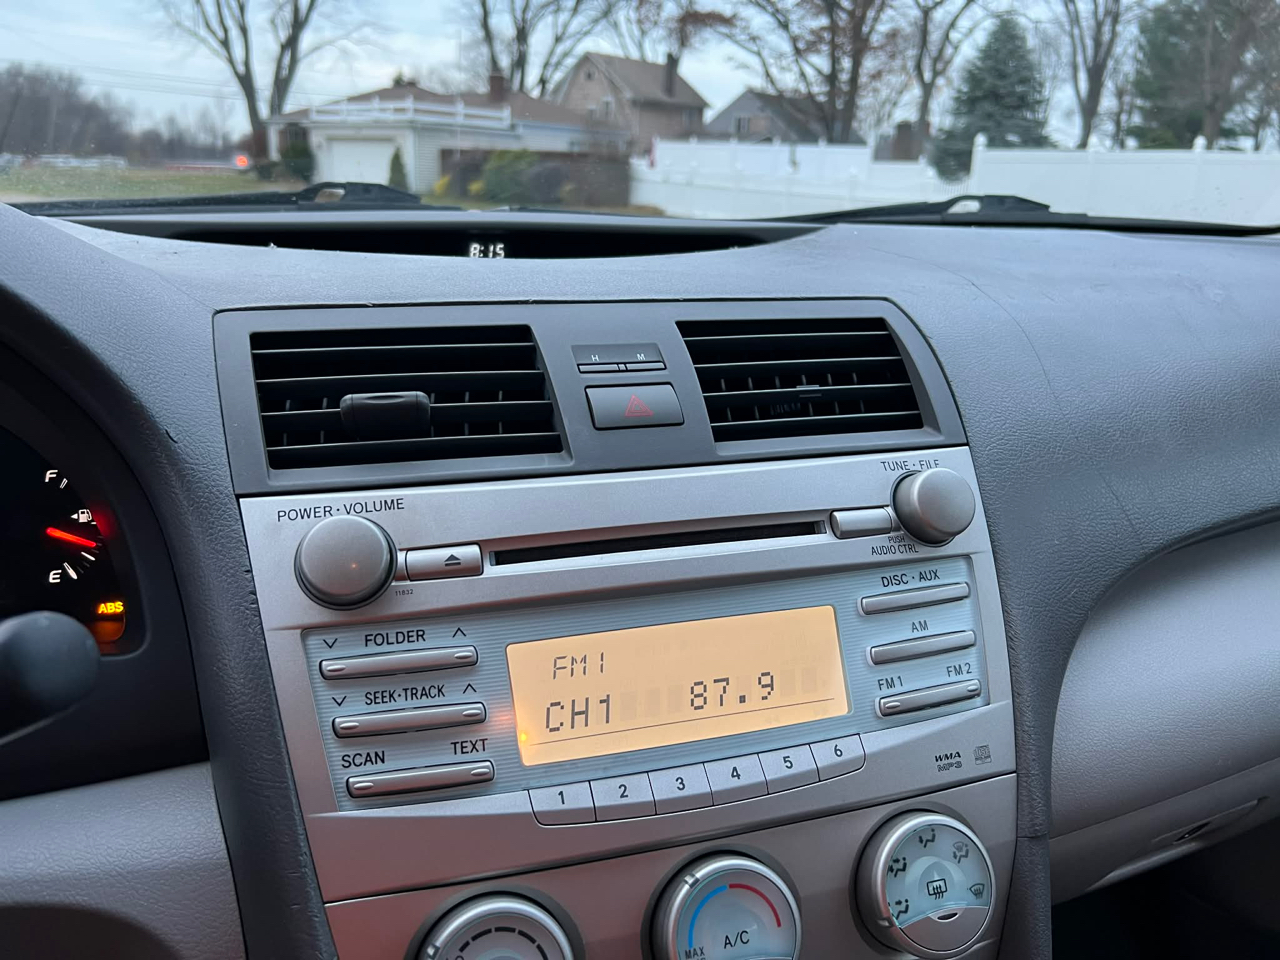 8:15
H M
F
E
ABS
POWER·VOLUME
TUNE·FILE
PUSH
AUDIO CTRL
11832
FOLDER
SEEK·TRACK
SCAN TEXT
FM1
CH1 87.9
DISC·AUX
AM
FM1 FM2
1 2 3 4 5 6
WMA
MP3
A/C
MAX